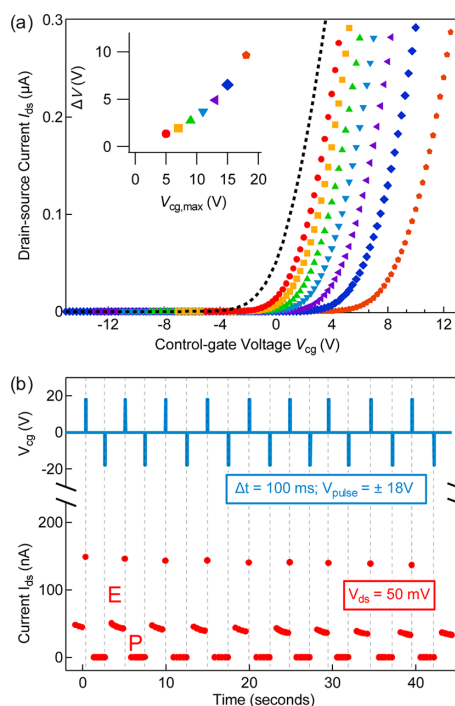 (a)
0.3
0.2
0.1
0
Drain-source Current Ids (µA)
10
5
0
ΔV (V)
0 5 10 15 20
Vcg,max (V)
-12 -8 -4 0 4 8 12
Control-gate Voltage Vcg (V)
(b)
20
0
-20
Vcg (V)
Δt = 100 ms; Vpulse = ± 18V
200
150
100
50
0
Current Ids (nA)
Vds = 50 mV
E
P
0 10 20 30 40
Time (seconds)